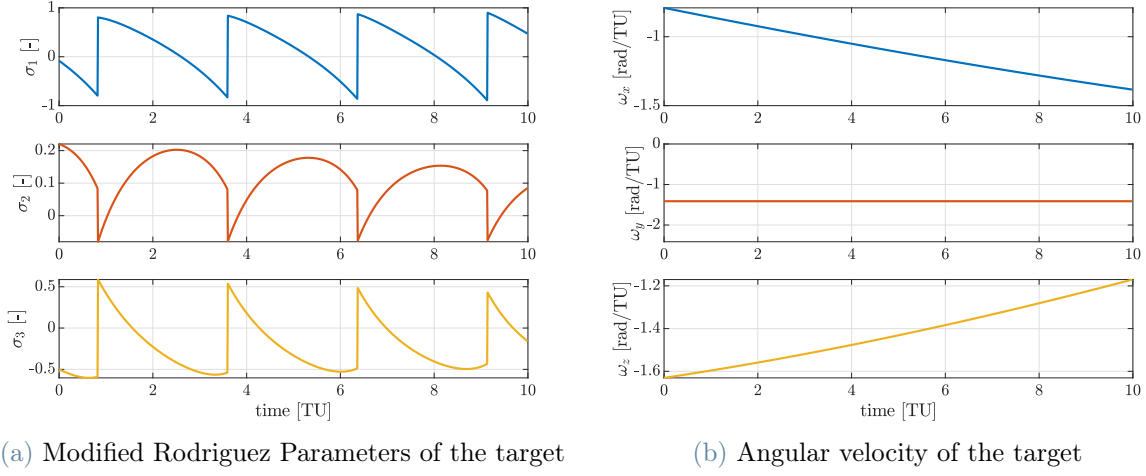 1
0
-1
σ₁ [-]
0 2 4 6 8 10
0.2
0.1
0
σ₂ [-]
0 2 4 6 8 10
0.5
0
-0.5
σ₃ [-]
0 2 4 6 8 10
time [TU]
-1
-1.5
ωₓ [rad/TU]
0 2 4 6 8 10
0
-1
-2
ω_y [rad/TU]
0 2 4 6 8 10
-1.2
-1.4
-1.6
ω_z [rad/TU]
0 2 4 6 8 10
time [TU]
(a) Modified Rodriguez Parameters of the target
(b) Angular velocity of the target